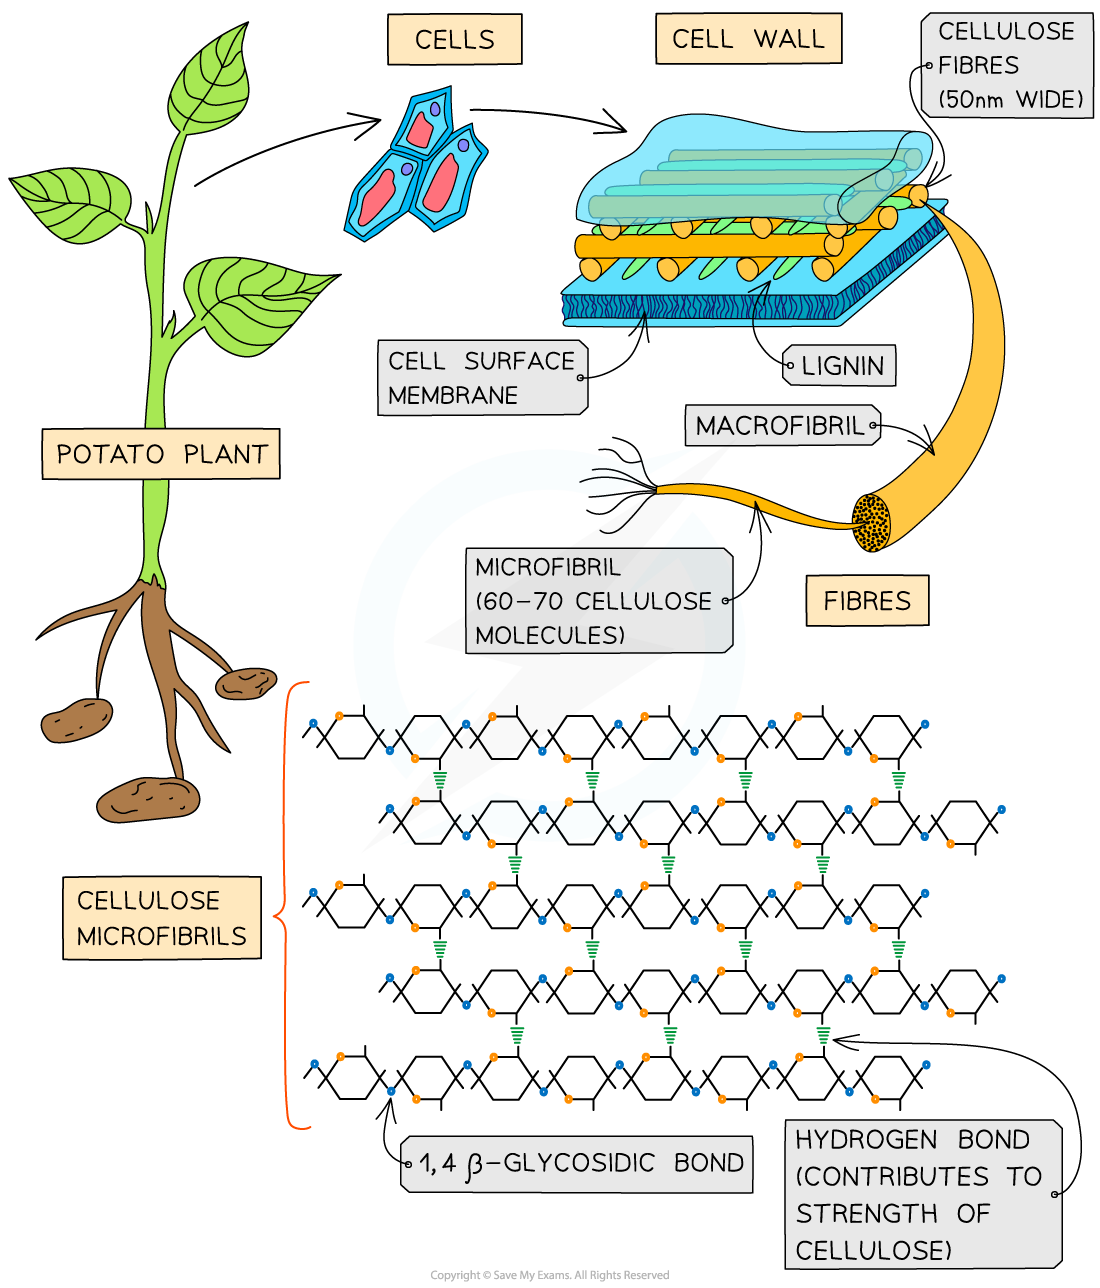 CELLS
CELL WALL
CELLULOSE
FIBRES
(50nm WIDE)
CELL SURFACE
MEMBRANE
LIGNIN
MACROFIBRIL
POTATO PLANT
MICROFIBRIL
(60-70 CELLULOSE
MOLECULES)
FIBRES
CELLULOSE
MICROFIBRILS
1,4 β-GLYCOSIDIC BOND
HYDROGEN BOND
(CONTRIBUTES TO
STRENGTH OF
CELLULOSE)
Copyright © Save My Exams. All Rights Reserved